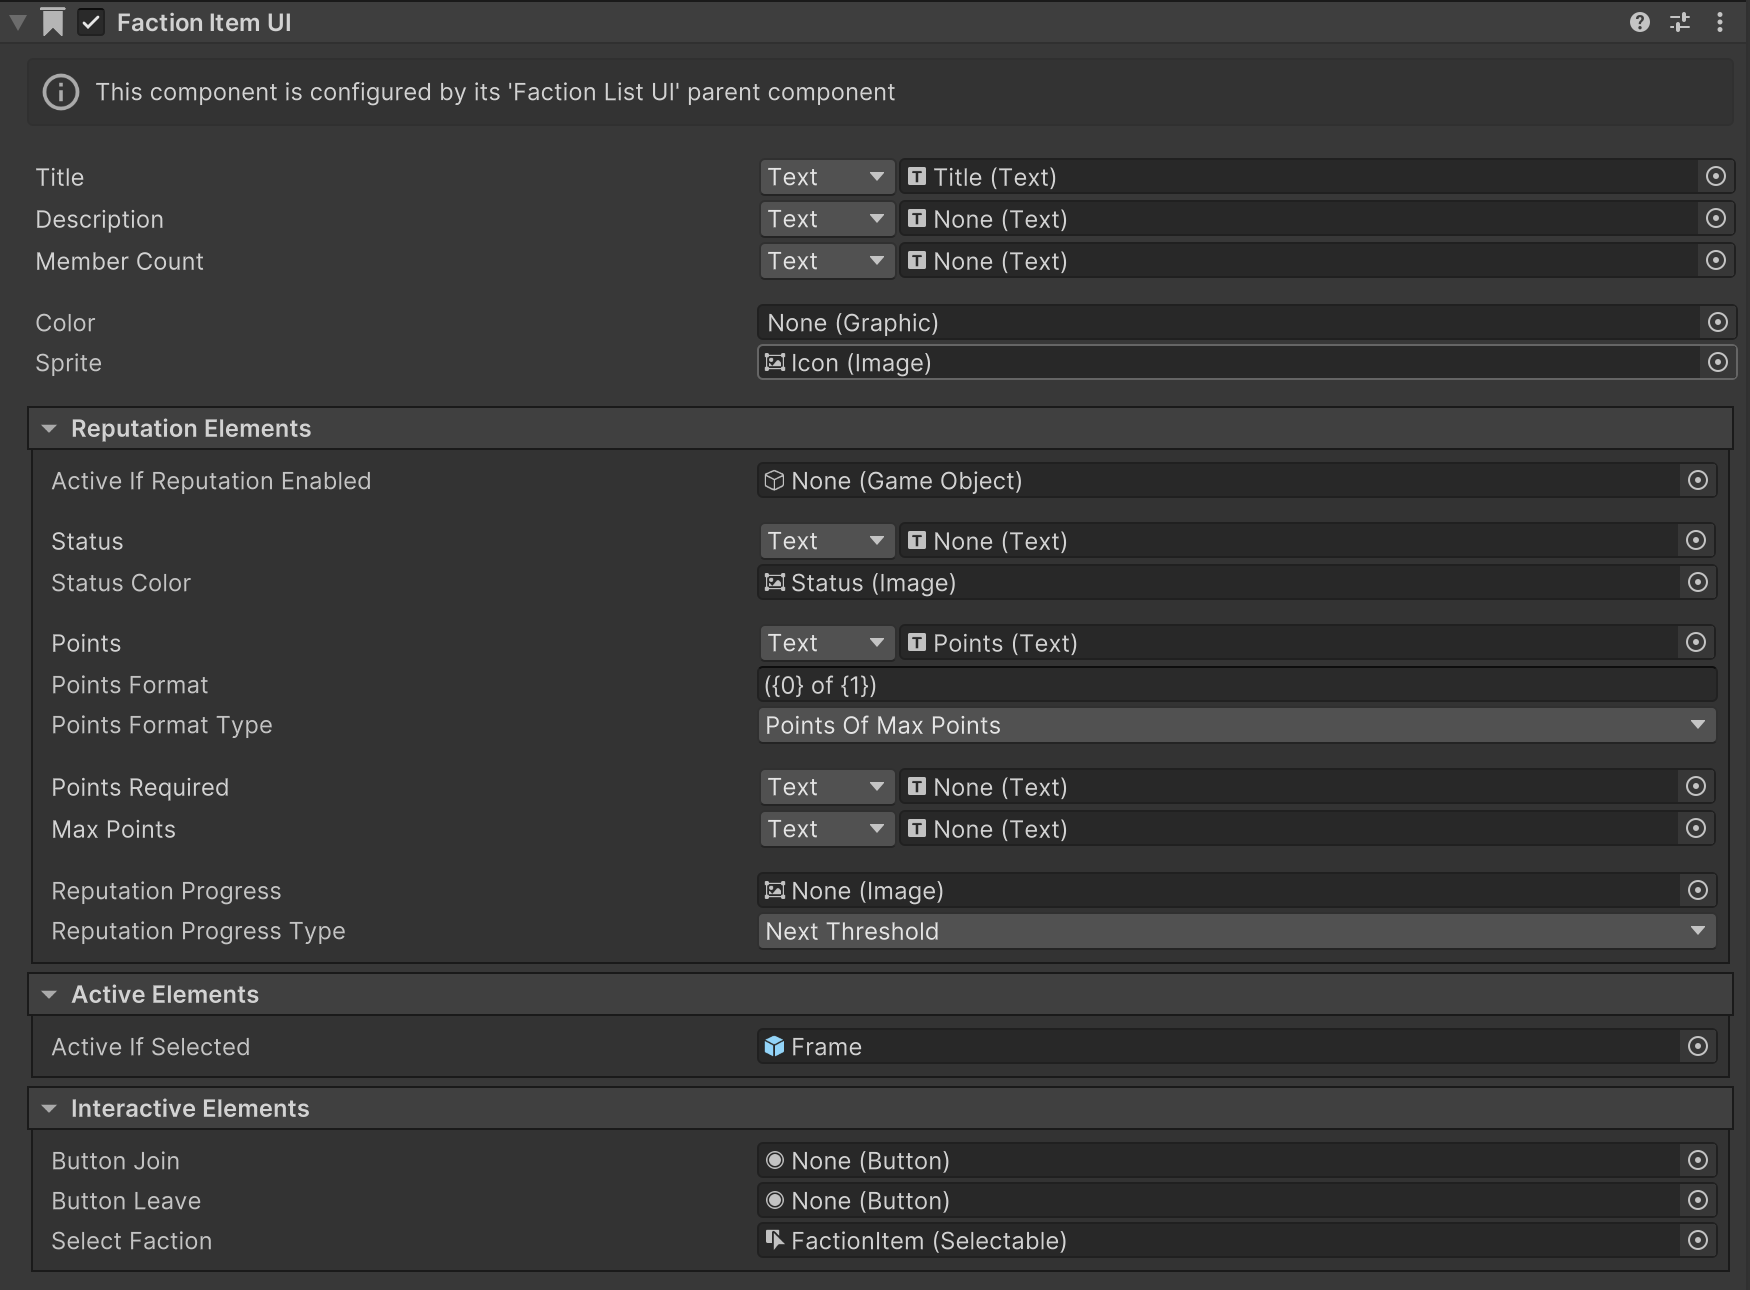 Faction Item UI
This component is configured by its 'Faction List UI' parent component
Title Text Title (Text)
Description Text None (Text)
Member Count Text None (Text)
Color None (Graphic)
Sprite Icon (Image)
Reputation Elements
Active If Reputation Enabled None (Game Object)
Status Text None (Text)
Status Color Status (Image)
Points Text Points (Text)
Points Format ({0} of {1})
Points Format Type Points Of Max Points
Points Required Text None (Text)
Max Points Text None (Text)
Reputation Progress None (Image)
Reputation Progress Type Next Threshold
Active Elements
Active If Selected Frame
Interactive Elements
Button Join None (Button)
Button Leave None (Button)
Select Faction FactionItem (Selectable)